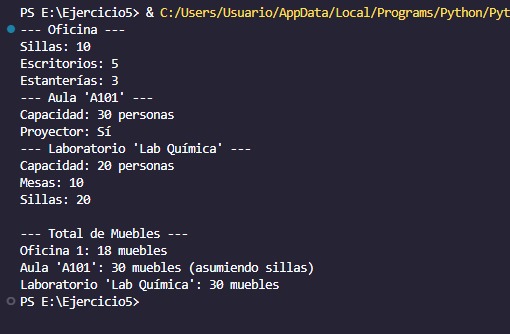 PS E:\Ejercicio5> & C:/Users/Usuario/AppData/Local/Programs/Python/Pyt
--- Oficina ---
Sillas: 10
Escritorios: 5
Estanterías: 3
--- Aula 'A101' ---
Capacidad: 30 personas
Proyector: Sí
--- Laboratorio 'Lab Química' ---
Capacidad: 20 personas
Mesas: 10
Sillas: 20

--- Total de Muebles ---
Oficina 1: 18 muebles
Aula 'A101': 30 muebles (asumiendo sillas)
Laboratorio 'Lab Química': 30 muebles
PS E:\Ejercicio5>